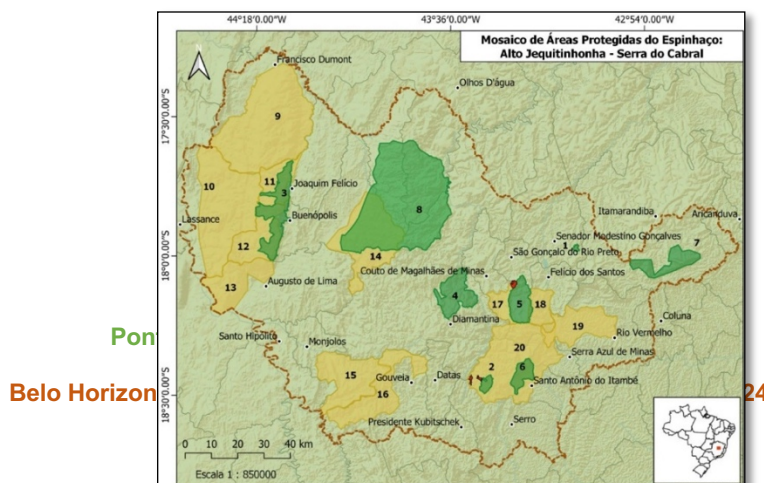 44°18'0.00"W
43°36'0.00"W
42°54'0.00"W
Mosaico de Áreas Protegidas do Espinhaço:
Alto Jequitinhonha - Serra do Cabral
Francisco Dumont
Olhos D'água
17°30'0.00"S
9
10
11
3
Joaquim Felício
8
Lassance
Buenópolis
Itamarandiba
Aricanduva
Senador Modestino Gonçalves
1
7
São Gonçalo do Rio Preto
12
14
18°0'0.00"S
Couto de Magalhães de Minas
Felício dos Santos
13
Augusto de Lima
4
17
5
18
Diamantina
19
Coluna
Pon
Santo Hipólito
Monjolos
Rio Vermelho
20
Serra Azul de Minas
15
Gouveia
Datas
2
6
Santo Antônio do Itambé
Belo Horizon
24
16
18°30'0.00"S
Presidente Kubitschek
Serro
0 10 20 30 40 km
Escala 1 : 850000